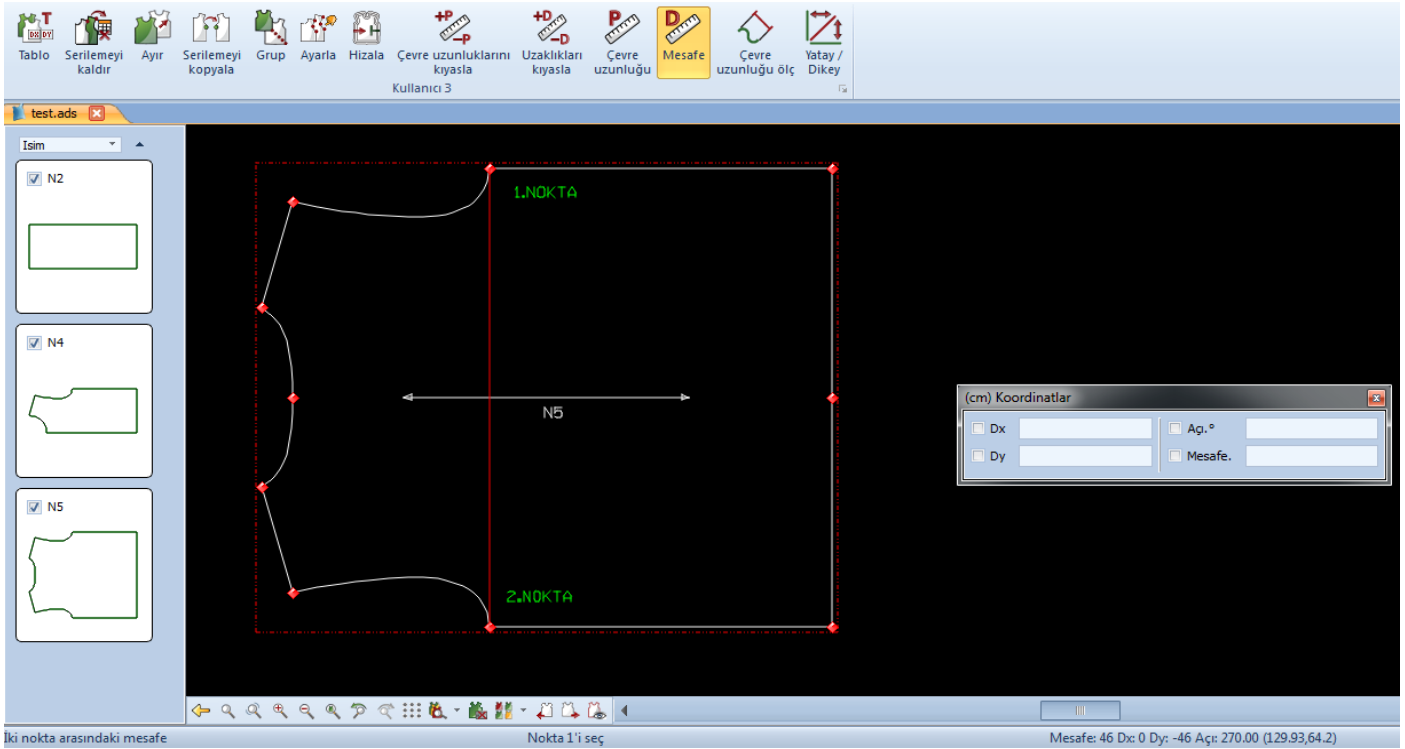 Tablo
Serilemeyi kaldır
Ayır
Serilemeyi kopyala
Grup
Ayarla
Hizala
+P -P
Çevre uzunluklarını kıyasla
+D -D
Uzaklıkları kıyasla
P
Çevre uzunluğu
D
Mesafe
Çevre uzunluğu ölç
Yatay / Dikey
T
DX DY
H
Kullanıcı 3
test.ads
Isim
N2
N4
N5
1.NOKTA
N5
2.NOKTA
(cm) Koordinatlar
Dx
Açı.°
Dy
Mesafe.
İki nokta arasındaki mesafe
Nokta 1'i seç
Mesafe: 46 Dx: 0 Dy: -46 Açı: 270.00 (129.93,64.2)